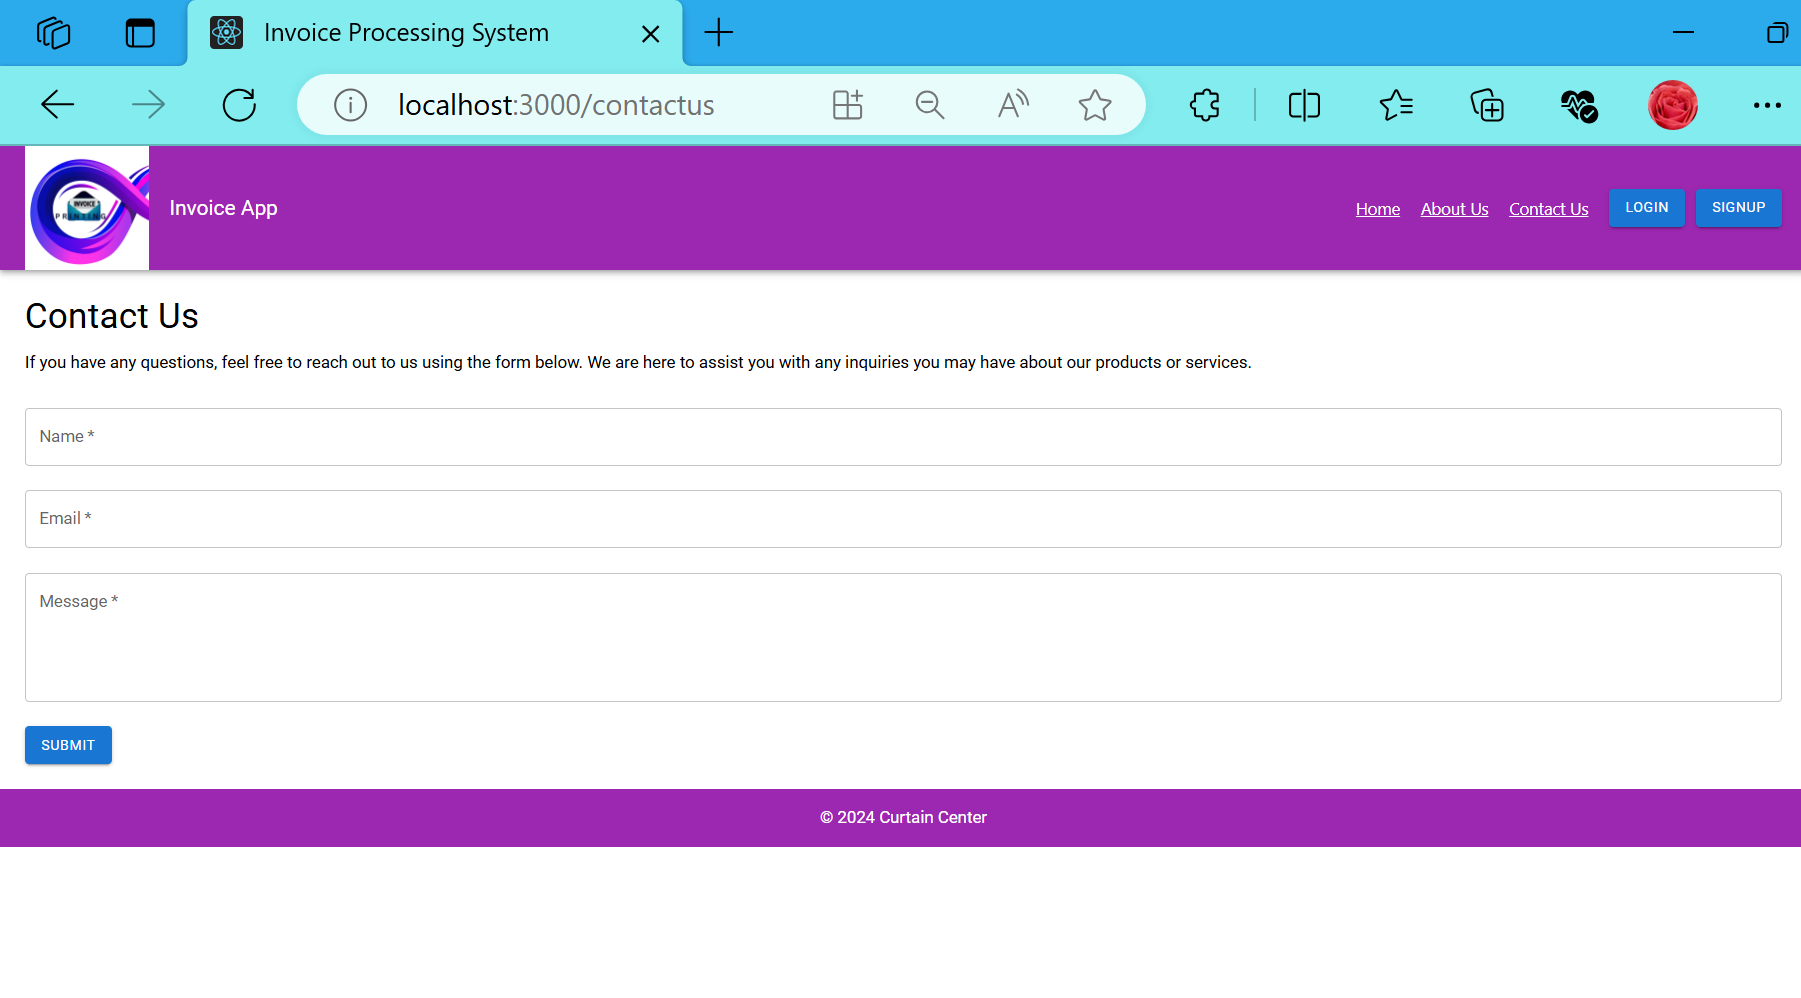 Invoice Processing System
localhost:3000/contactus
INVOICE
PRINTING
Invoice App
Home About Us Contact Us LOGIN SIGNUP
Contact Us
If you have any questions, feel free to reach out to us using the form below. We are here to assist you with any inquiries you may have about our products or services.
Name *
Email *
Message *
SUBMIT
© 2024 Curtain Center